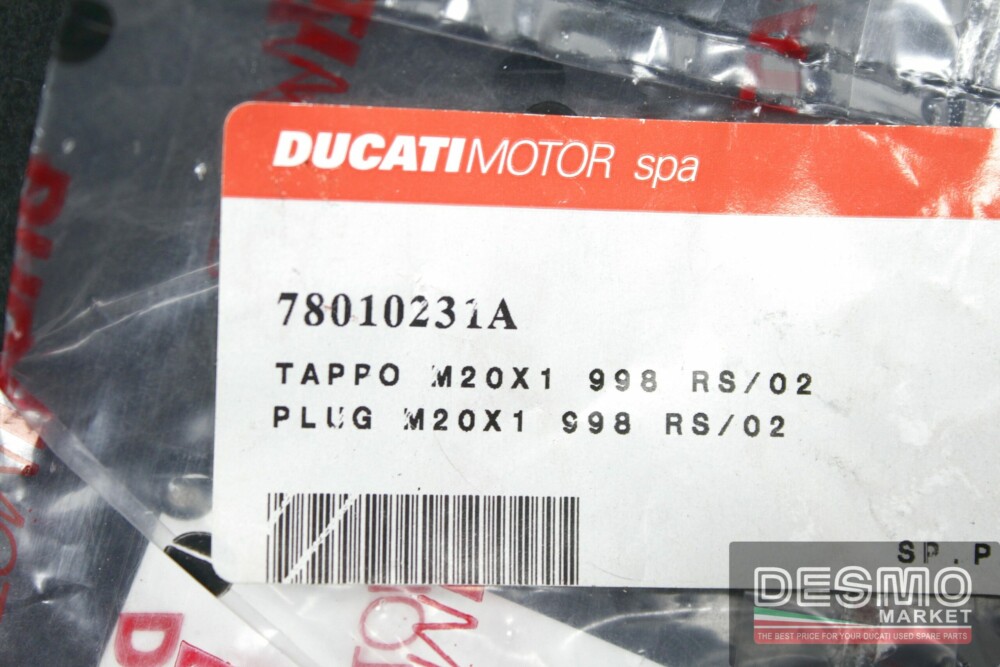 DUCATIMOTOR spa
78010231A
TAPPO M20X1 998 RS/02
PLUG M20X1 998 RS/02
SP.P
DESMO
MARKET
THE BEST PRICE FOR YOUR DUCATI USED SPARE PARTS